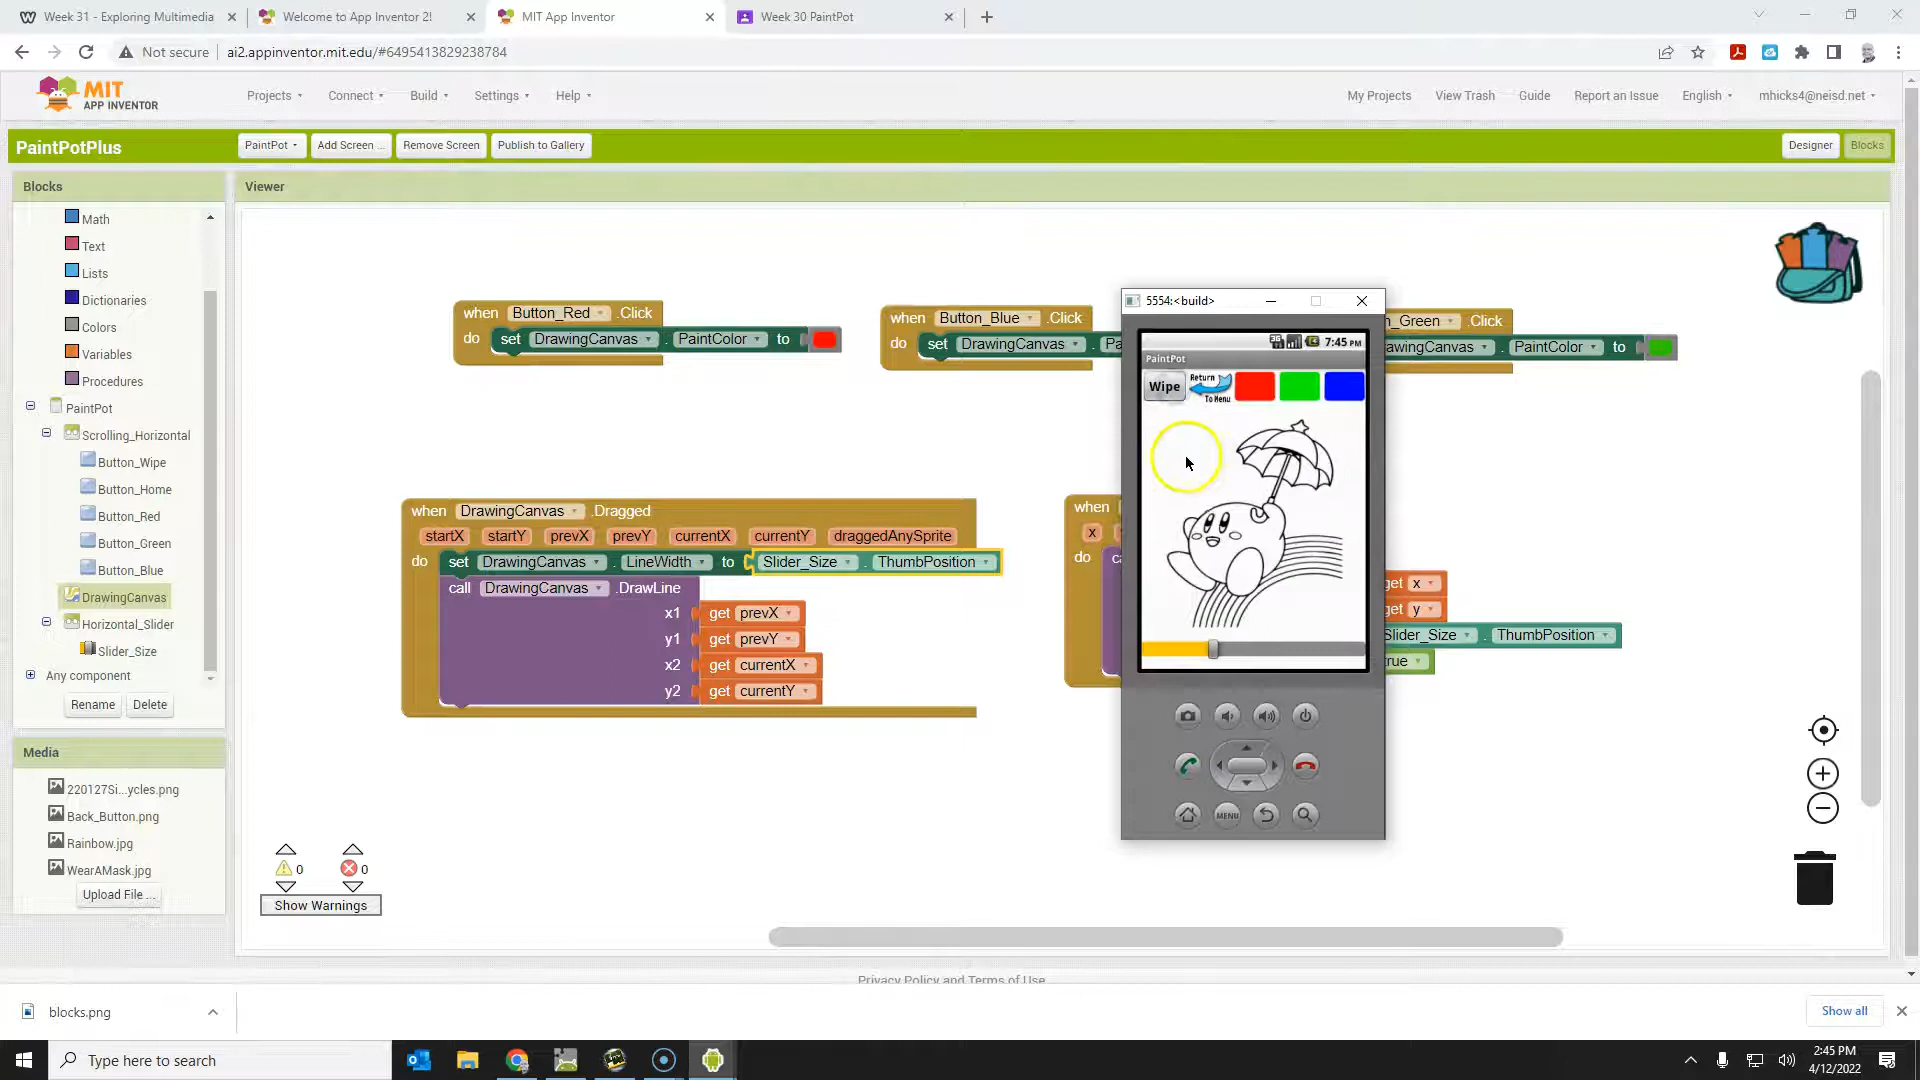 Week 31 - Exploring Multimedia
Welcome to App Inventor 2!
MIT App Inventor
Week 30 PaintPot
Not secure
ai2.appinventor.mit.edu/#6495413829238784
MIT
APP INVENTOR
Projects
Connect
Build
Settings
Help
My Projects
View Trash
Guide
Report an Issue
English
mhicks4@neisd.net
PaintPotPlus
PaintPot
Add Screen ...
Remove Screen
Publish to Gallery
Designer
Blocks
Blocks
Viewer
Math
Text
Lists
Dictionaries
Colors
Variables
Procedures
PaintPot
Scrolling_Horizontal
Button_Wipe
Button_Home
Button_Red
Button_Green
Button_Blue
DrawingCanvas
Horizontal_Slider
Slider_Size
Any component
Rename
Delete
Media
220127Si...ycles.png
Back_Button.png
Rainbow.jpg
WearAMask.jpg
Upload File ...
when Button_Red .Click
do set DrawingCanvas . PaintColor to
when Button_Blue .Click
do set DrawingCanvas . Pa
n_Green .Click
awingCanvas . PaintColor to
when DrawingCanvas .Dragged
startX startY prevX prevY currentX currentY draggedAnySprite
do set DrawingCanvas . LineWidth to Slider_Size . ThumbPosition
call DrawingCanvas .DrawLine
x1 get prevX
y1 get prevY
x2 get currentX
y2 get currentY
when
x
do
get x
get y
Slider_Size . ThumbPosition
true
5554:<build>
7:45 PM
PaintPot
Wipe
Return
To Menu
MENU
0
0
Show Warnings
Privacy Policy and Terms of Use
blocks.png
Show all
Type here to search
2:45 PM
4/12/2022